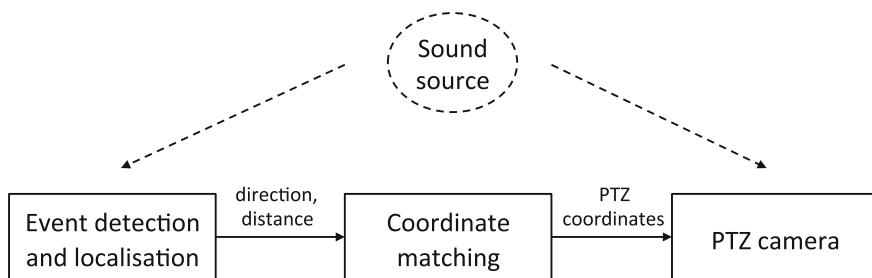 Sound
source
direction,
distance
PTZ
coordinates
Event detection
and localisation
Coordinate
matching
PTZ camera